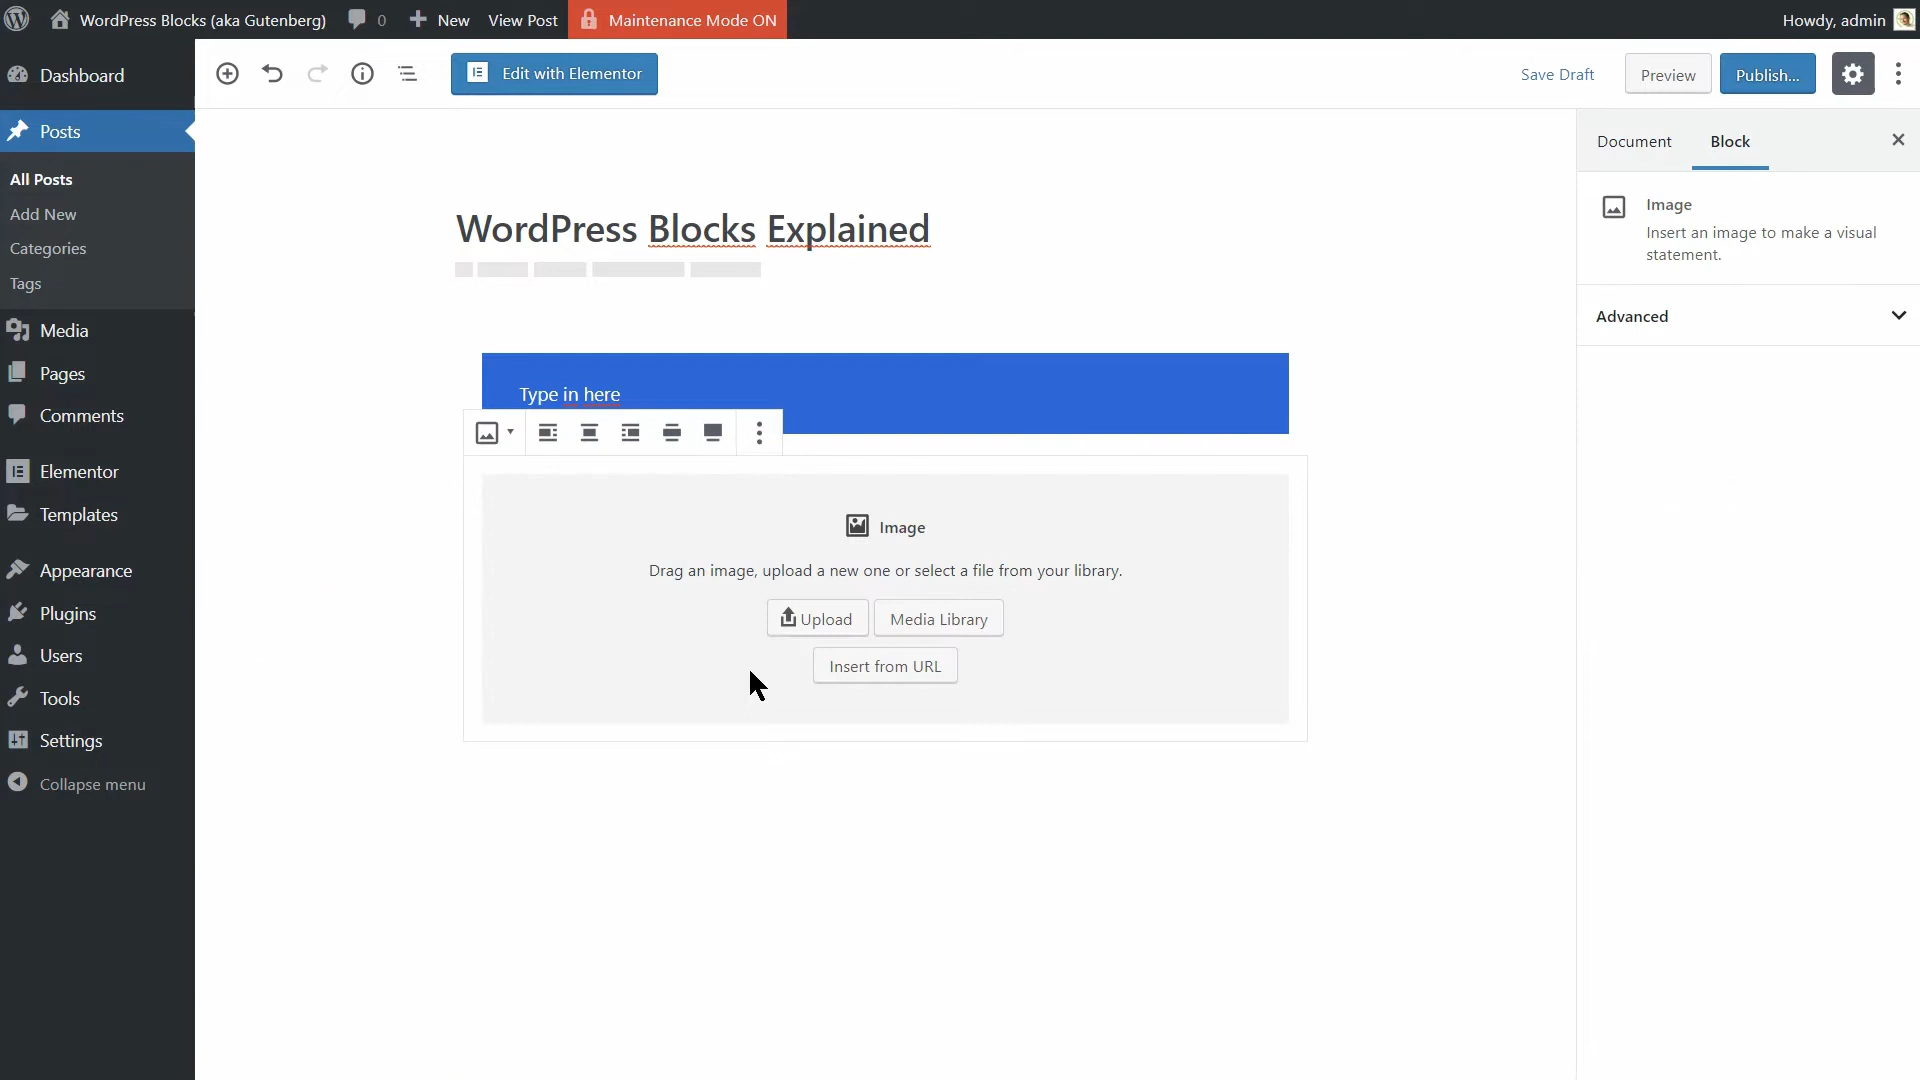 WordPress Blocks (aka Gutenberg) 0 New View Post Maintenance Mode ON Howdy, admin
Dashboard
Posts
All Posts
Add New
Categories
Tags
Media
Pages
Comments
Elementor
Templates
Appearance
Plugins
Users
Tools
Settings
Collapse menu
Edit with Elementor
Save Draft
Preview
Publish...
WordPress Blocks Explained
Type in here
Image
Drag an image, upload a new one or select a file from your library.
Upload
Media Library
Insert from URL
Document
Block
Image
Insert an image to make a visual
statement.
Advanced